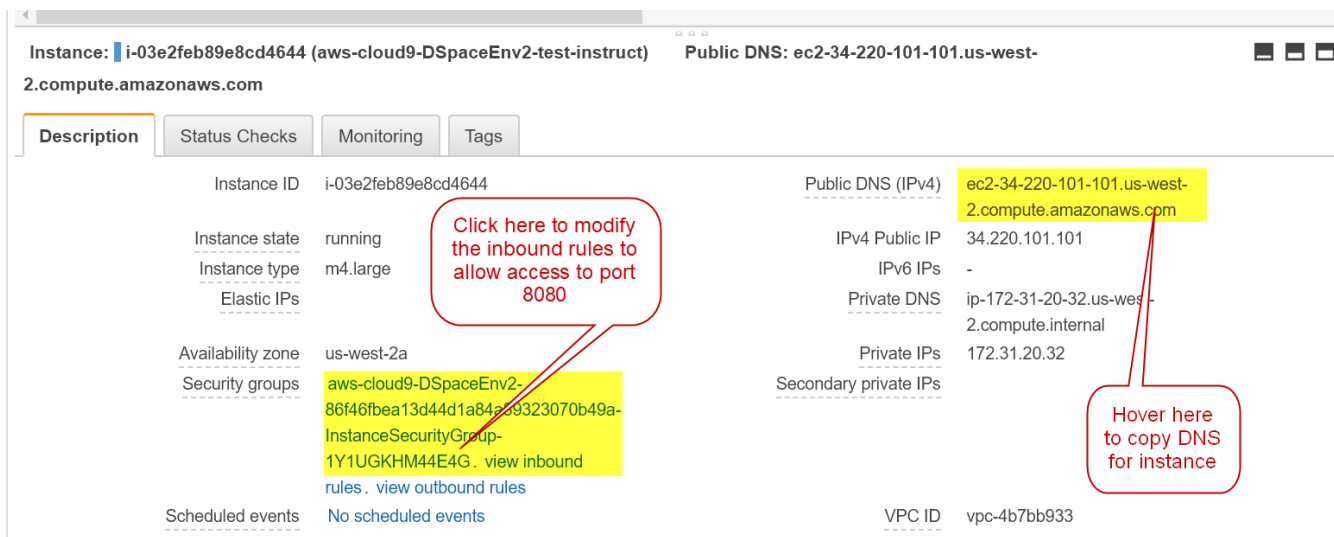 Instance: i-03e2feb89e8cd4644 (aws-cloud9-DSpaceEnv2-test-instruct) Public DNS: ec2-34-220-101-101.us-west-
2.compute.amazonaws.com
Description Status Checks Monitoring Tags
Instance ID i-03e2feb89e8cd4644
Instance state running
Instance type m4.large
Elastic IPs
Availability zone us-west-2a
Security groups aws-cloud9-DSpaceEnv2-
InstanceSecurityGroup-
1Y1UGKHM44E4G. view inbound
rules. view outbound rules
Scheduled events No scheduled events
Click here to modify
the inbound rules to
allow access to port
8080
Public DNS (IPv4) ec2-34-220-101-101.us-west-
2.compute.amazonaws.com
IPv4 Public IP 34.220.101.101
IPv6 IPs -
Private DNS ip-172-31-20-32.us-west-
2.compute.internal
Private IPs 172.31.20.32
Secondary private IPs
Hover here
to copy DNS
for instance
VPC ID vpc-4b7bb933